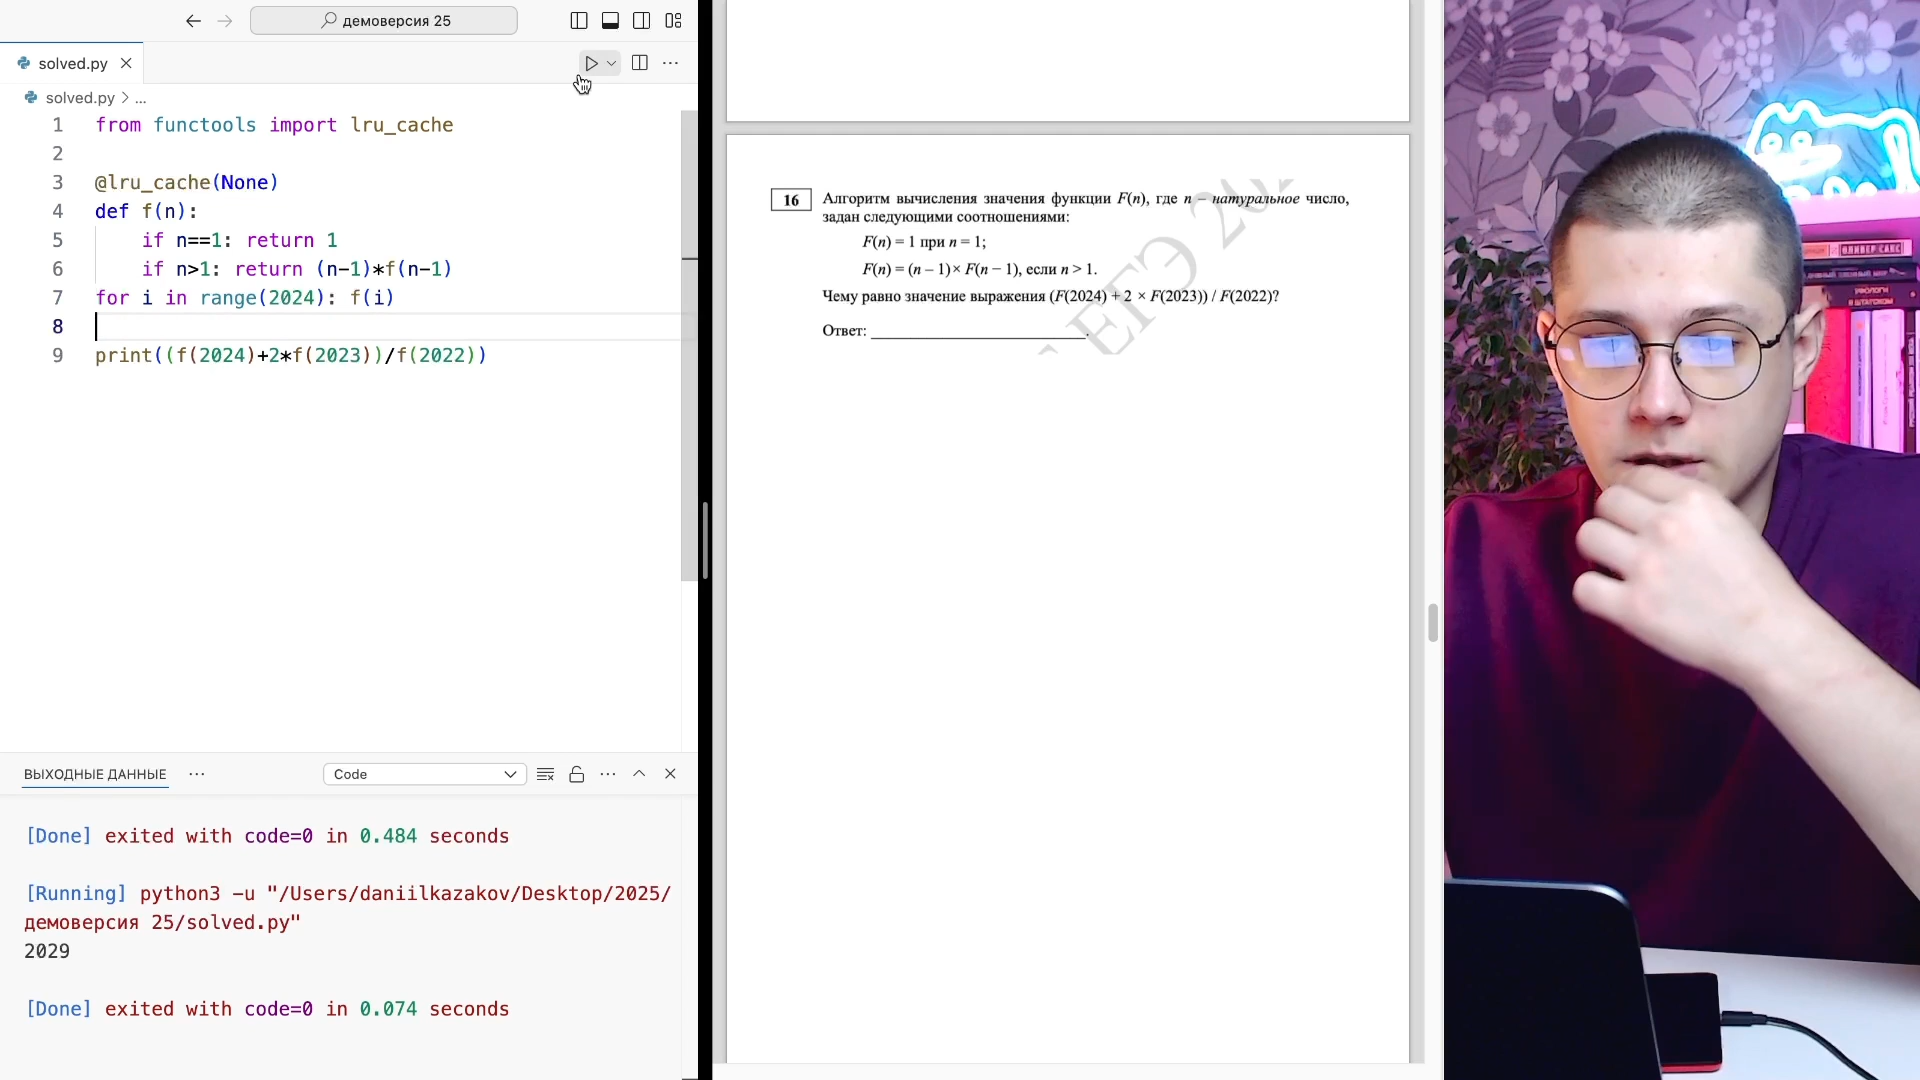 демоверсия 25
solved.py
solved.py > ...
1 from functools import lru_cache
2
3 @lru_cache(None)
4 def f(n):
5 if n==1: return 1
6 if n>1: return (n-1)*f(n-1)
7 for i in range(2024): f(i)
8
9 print((f(2024)+2*f(2023))/f(2022))
ВЫХОДНЫЕ ДАННЫЕ
Code
[Done] exited with code=0 in 0.484 seconds
[Running] python3 -u "/Users/daniilkazakov/Desktop/2025/
демоверсия 25/solved.py"
2029
[Done] exited with code=0 in 0.074 seconds
16 Алгоритм вычисления значения функции F(n), где n – натуральное число,
задан следующими соотношениями:
F(n) = 1 при n = 1;
F(n) = (n – 1)× F(n – 1), если n > 1.
Чему равно значение выражения (F(2024) + 2 × F(2023)) / F(2022)?
Ответ: ____________________.
ЕГЭ
ОЛИВЕР САКС